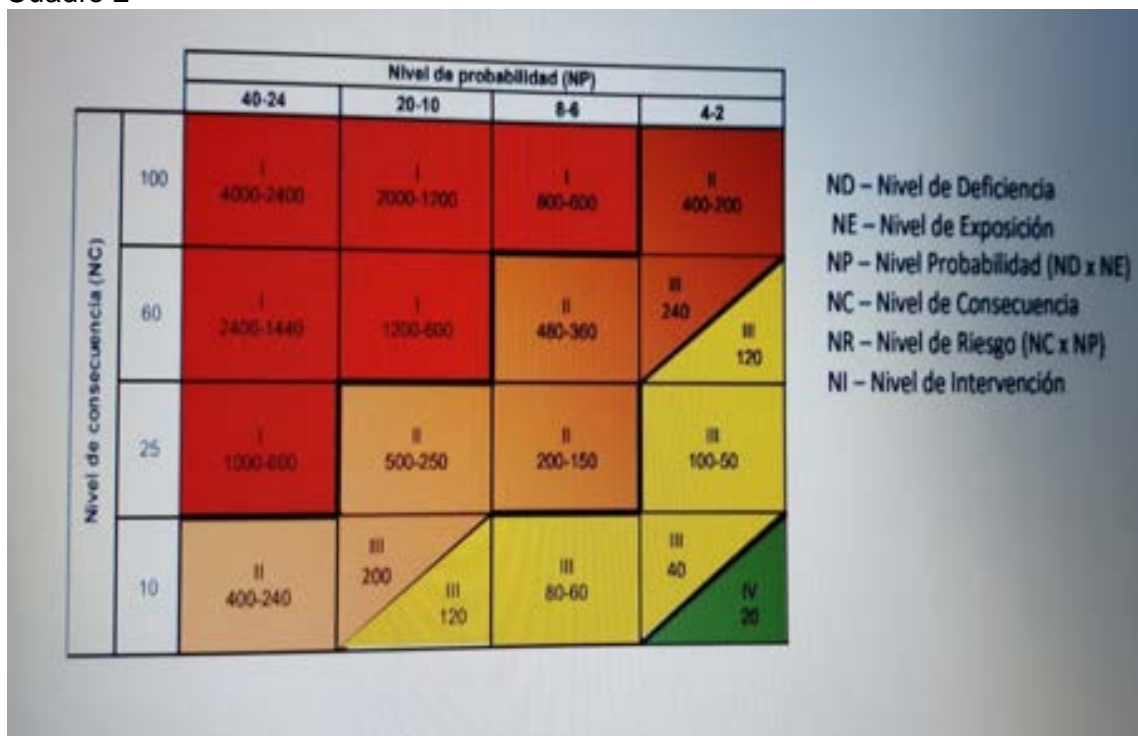 Cuadro 2
Nivel de probabilidad (NP)
40-24
20-10
8-6
4-2
Nivel de consecuencia (NC)
100
I
4000-2400
I
2000-1200
I
800-600
II
400-200
60
I
2400-1440
I
1200-600
II
480-360
III
240
III
120
25
I
1000-600
II
500-250
II
200-150
III
100-50
10
II
400-240
III
200
III
120
III
80-60
III
40
IV
20
ND – Nivel de Deficiencia
NE – Nivel de Exposición
NP – Nivel Probabilidad (ND x NE)
NC – Nivel de Consecuencia
NR – Nivel de Riesgo (NC x NP)
NI – Nivel de Intervención